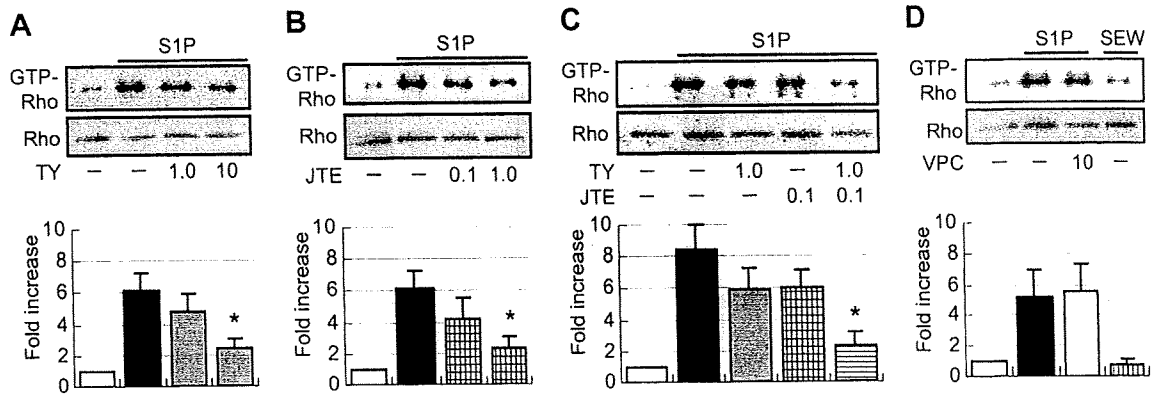 A
S1P
GTP-
Rho
Rho
TY – – 1.0 10
Fold increase
10
8
6
4
2
0
*
B
S1P
GTP-
Rho
Rho
JTE – – 0.1 1.0
Fold increase
10
8
6
4
2
0
*
C
S1P
GTP-
Rho
Rho
TY – – 1.0 – 1.0
JTE – – – 0.1 0.1
Fold increase
10
8
6
4
2
0
*
D
S1P SEW
GTP-
Rho
Rho
VPC – – 10 –
Fold increase
10
8
6
4
2
0